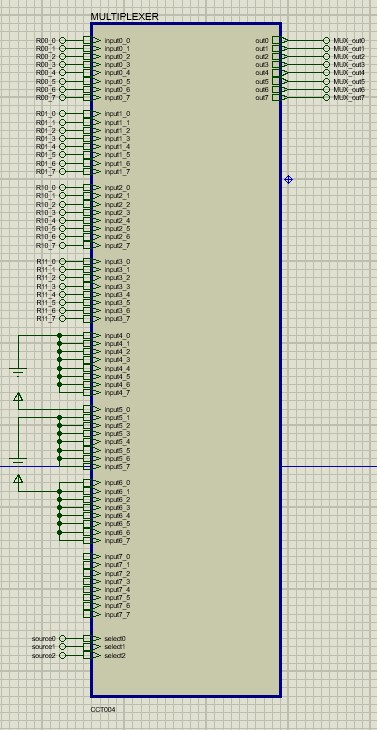 MULTIPLEXER
R00_0 input0_0 out0 MUX_out0
R00_1 input0_1 out1 MUX_out1
R00_2 input0_2 out2 MUX_out2
R00_3 input0_3 out3 MUX_out3
R00_4 input0_4 out4 MUX_out4
R00_5 input0_5 out5 MUX_out5
R00_6 input0_6 out6 MUX_out6
R00_7 input0_7 out7 MUX_out7
R01_0 input1_0
R01_1 input1_1
R01_2 input1_2
R01_3 input1_3
R01_4 input1_4
R01_5 input1_5
R01_6 input1_6
R01_7 input1_7
R10_0 input2_0
R10_1 input2_1
R10_2 input2_2
R10_3 input2_3
R10_4 input2_4
R10_5 input2_5
R10_6 input2_6
R10_7 input2_7
R11_0 input3_0
R11_1 input3_1
R11_2 input3_2
R11_3 input3_3
R11_4 input3_4
R11_5 input3_5
R11_6 input3_6
R11_7 input3_7
input4_0
input4_1
input4_2
input4_3
input4_4
input4_5
input4_6
input4_7
input5_0
input5_1
input5_2
input5_3
input5_4
input5_5
input5_6
input5_7
input6_0
input6_1
input6_2
input6_3
input6_4
input6_5
input6_6
input6_7
input7_0
input7_1
input7_2
input7_3
input7_4
input7_5
input7_6
input7_7
source0 select0
source1 select1
source2 select2
CCT004